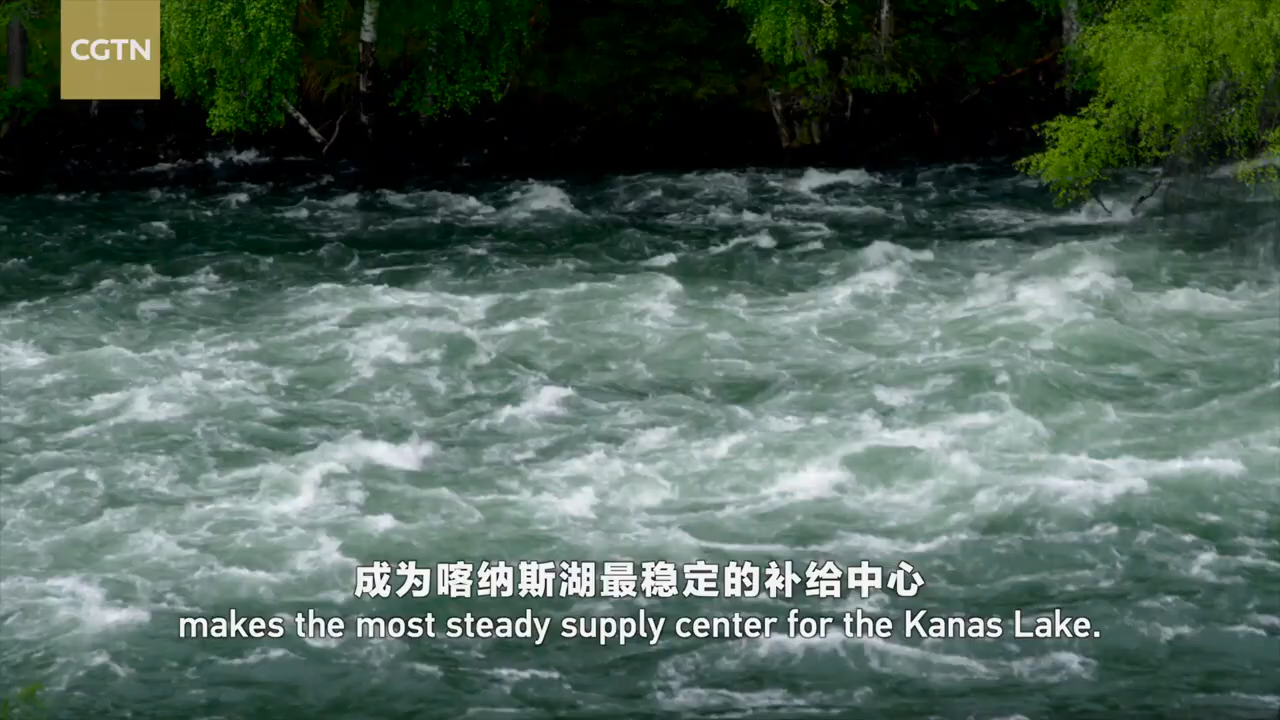 CGTN
成为喀纳斯湖最稳定的补给中心
makes the most steady supply center for the Kanas Lake.